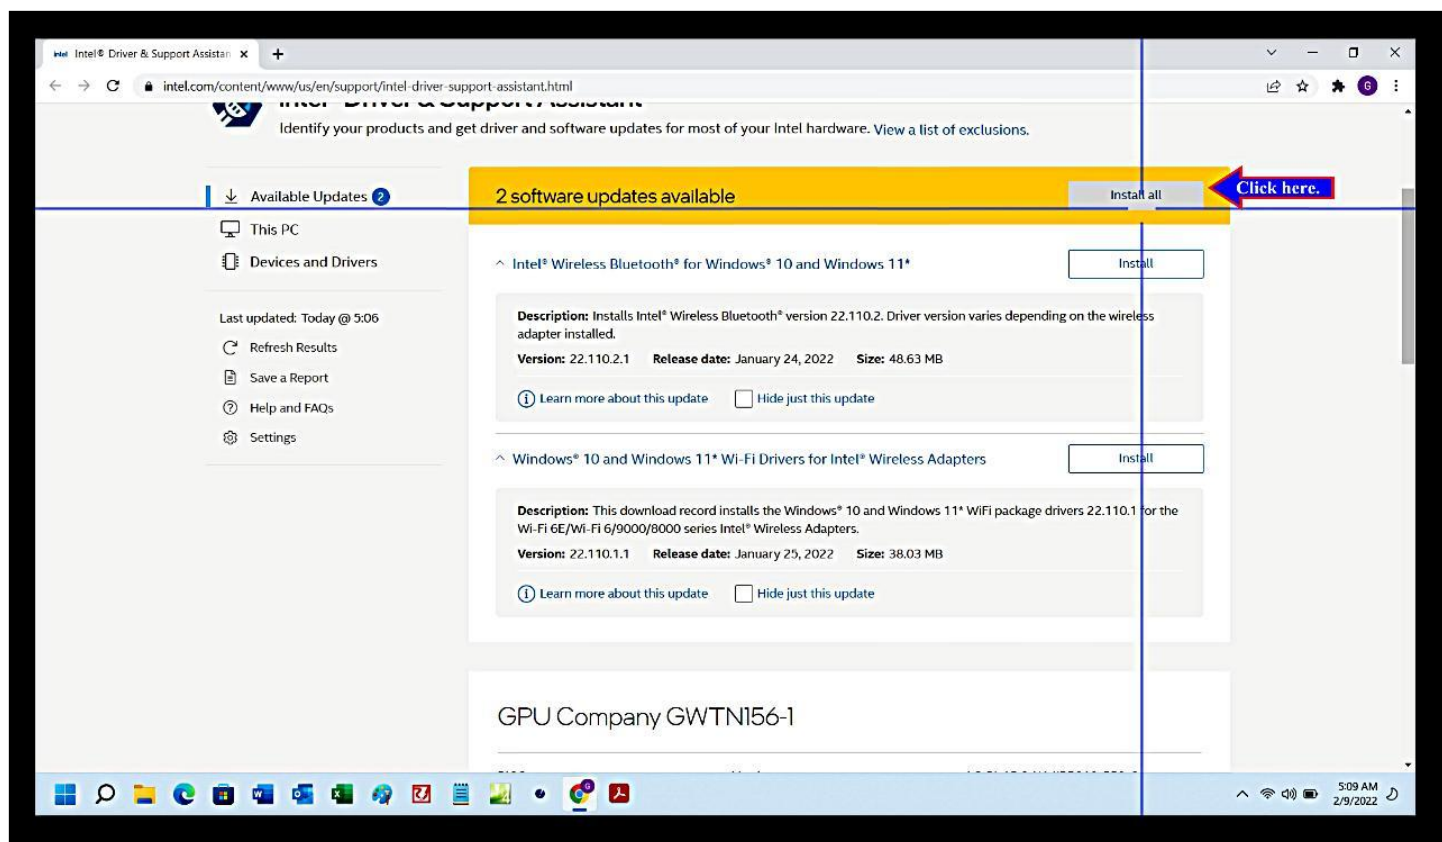 intel Intel® Driver & Support Assistan
intel.com/content/www/us/en/support/intel-driver-support-assistant.html
G
Intel® Driver & Support Assistant
Identify your products and get driver and software updates for most of your Intel hardware. View a list of exclusions.
Available Updates 2
This PC
Devices and Drivers
Last updated: Today @ 5:06
Refresh Results
Save a Report
Help and FAQs
Settings
2 software updates available
Install all
Click here.
Intel® Wireless Bluetooth® for Windows® 10 and Windows 11*
Install
Description: Installs Intel® Wireless Bluetooth® version 22.110.2. Driver version varies depending on the wireless
adapter installed.
Version: 22.110.2.1 Release date: January 24, 2022 Size: 48.63 MB
Learn more about this update Hide just this update
Windows® 10 and Windows 11* Wi-Fi Drivers for Intel® Wireless Adapters
Install
Description: This download record installs the Windows® 10 and Windows 11* WiFi package drivers 22.110.1 for the
Wi-Fi 6E/Wi-Fi 6/9000/8000 series Intel® Wireless Adapters.
Version: 22.110.1.1 Release date: January 25, 2022 Size: 38.03 MB
Learn more about this update Hide just this update
GPU Company GWTN156-1
5:09 AM
2/9/2022